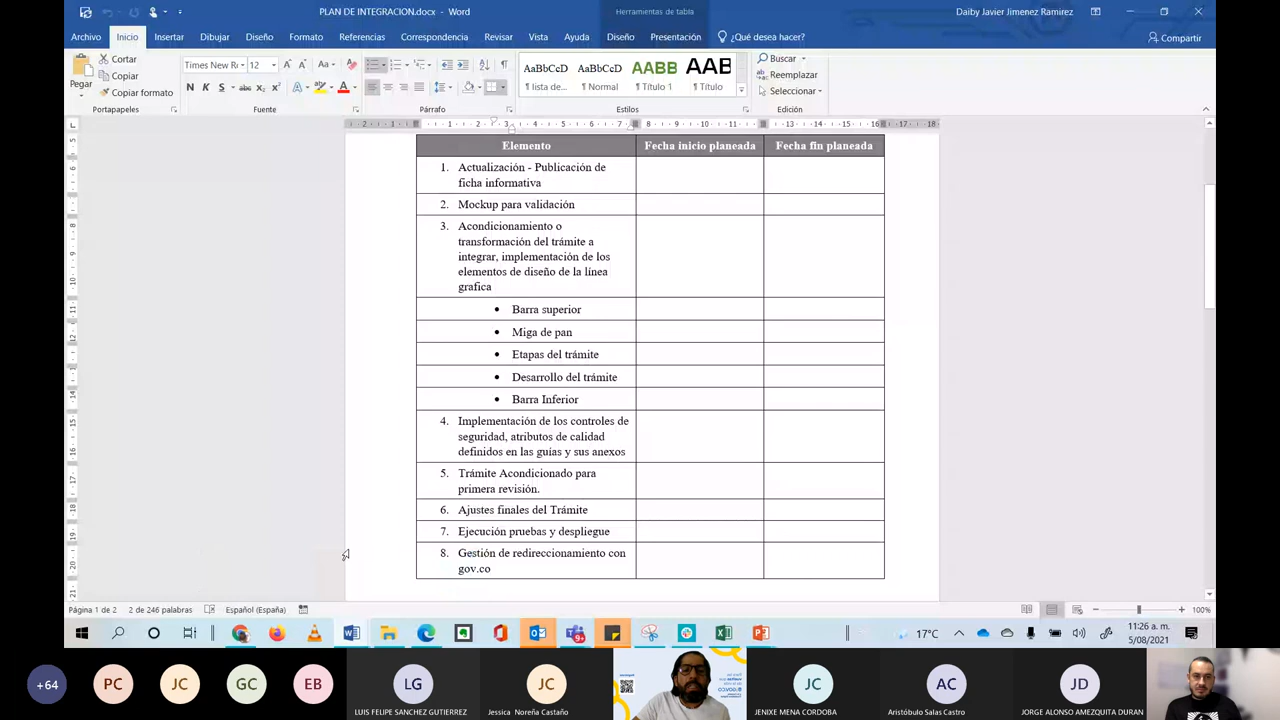 PLAN DE INTEGRACION.docx - Word
Herramientas de tabla
Daiby Javier Jimenez Ramirez
Archivo Inicio Insertar Dibujar Diseño Formato Referencias Correspondencia Revisar Vista Ayuda Diseño Presentación ¿Qué desea hacer? Compartir
Pegar
Cortar
Copiar
Copiar formato
Portapapeles
Times New R
12
N K S abc x₂ x²
Fuente
Párrafo
AaBbCcD AaBbCcD AABB AAB
¶ lista de... ¶ Normal ¶ Título 1 ¶ Título
Estilos
Buscar
Reemplazar
Seleccionar
Edición
Elemento Fecha inicio planeada Fecha fin planeada
1. Actualización - Publicación de
ficha informativa
2. Mockup para validación
3. Acondicionamiento o
transformación del trámite a
integrar, implementación de los
elementos de diseño de la línea
grafica
• Barra superior
• Miga de pan
• Etapas del trámite
• Desarrollo del trámite
• Barra Inferior
4. Implementación de los controles de
seguridad, atributos de calidad
definidos en las guías y sus anexos
5. Trámite Acondicionado para
primera revisión.
6. Ajustes finales del Trámite
7. Ejecución pruebas y despliegue
8. Gestión de redireccionamiento con
gov.co
Página 1 de 2 2 de 246 palabras Español (España) 100%
17°C
11:26 a. m.
5/08/2021
+64 PC JC GC EB LG JC JC AC JD
LUIS FELIPE SANCHEZ GUTIERREZ
Jessica Noreña Castaño
JENIXE MENA CORDOBA
Aristóbulo Salas Castro
JORGE ALONSO AMEZQUITA DURAN